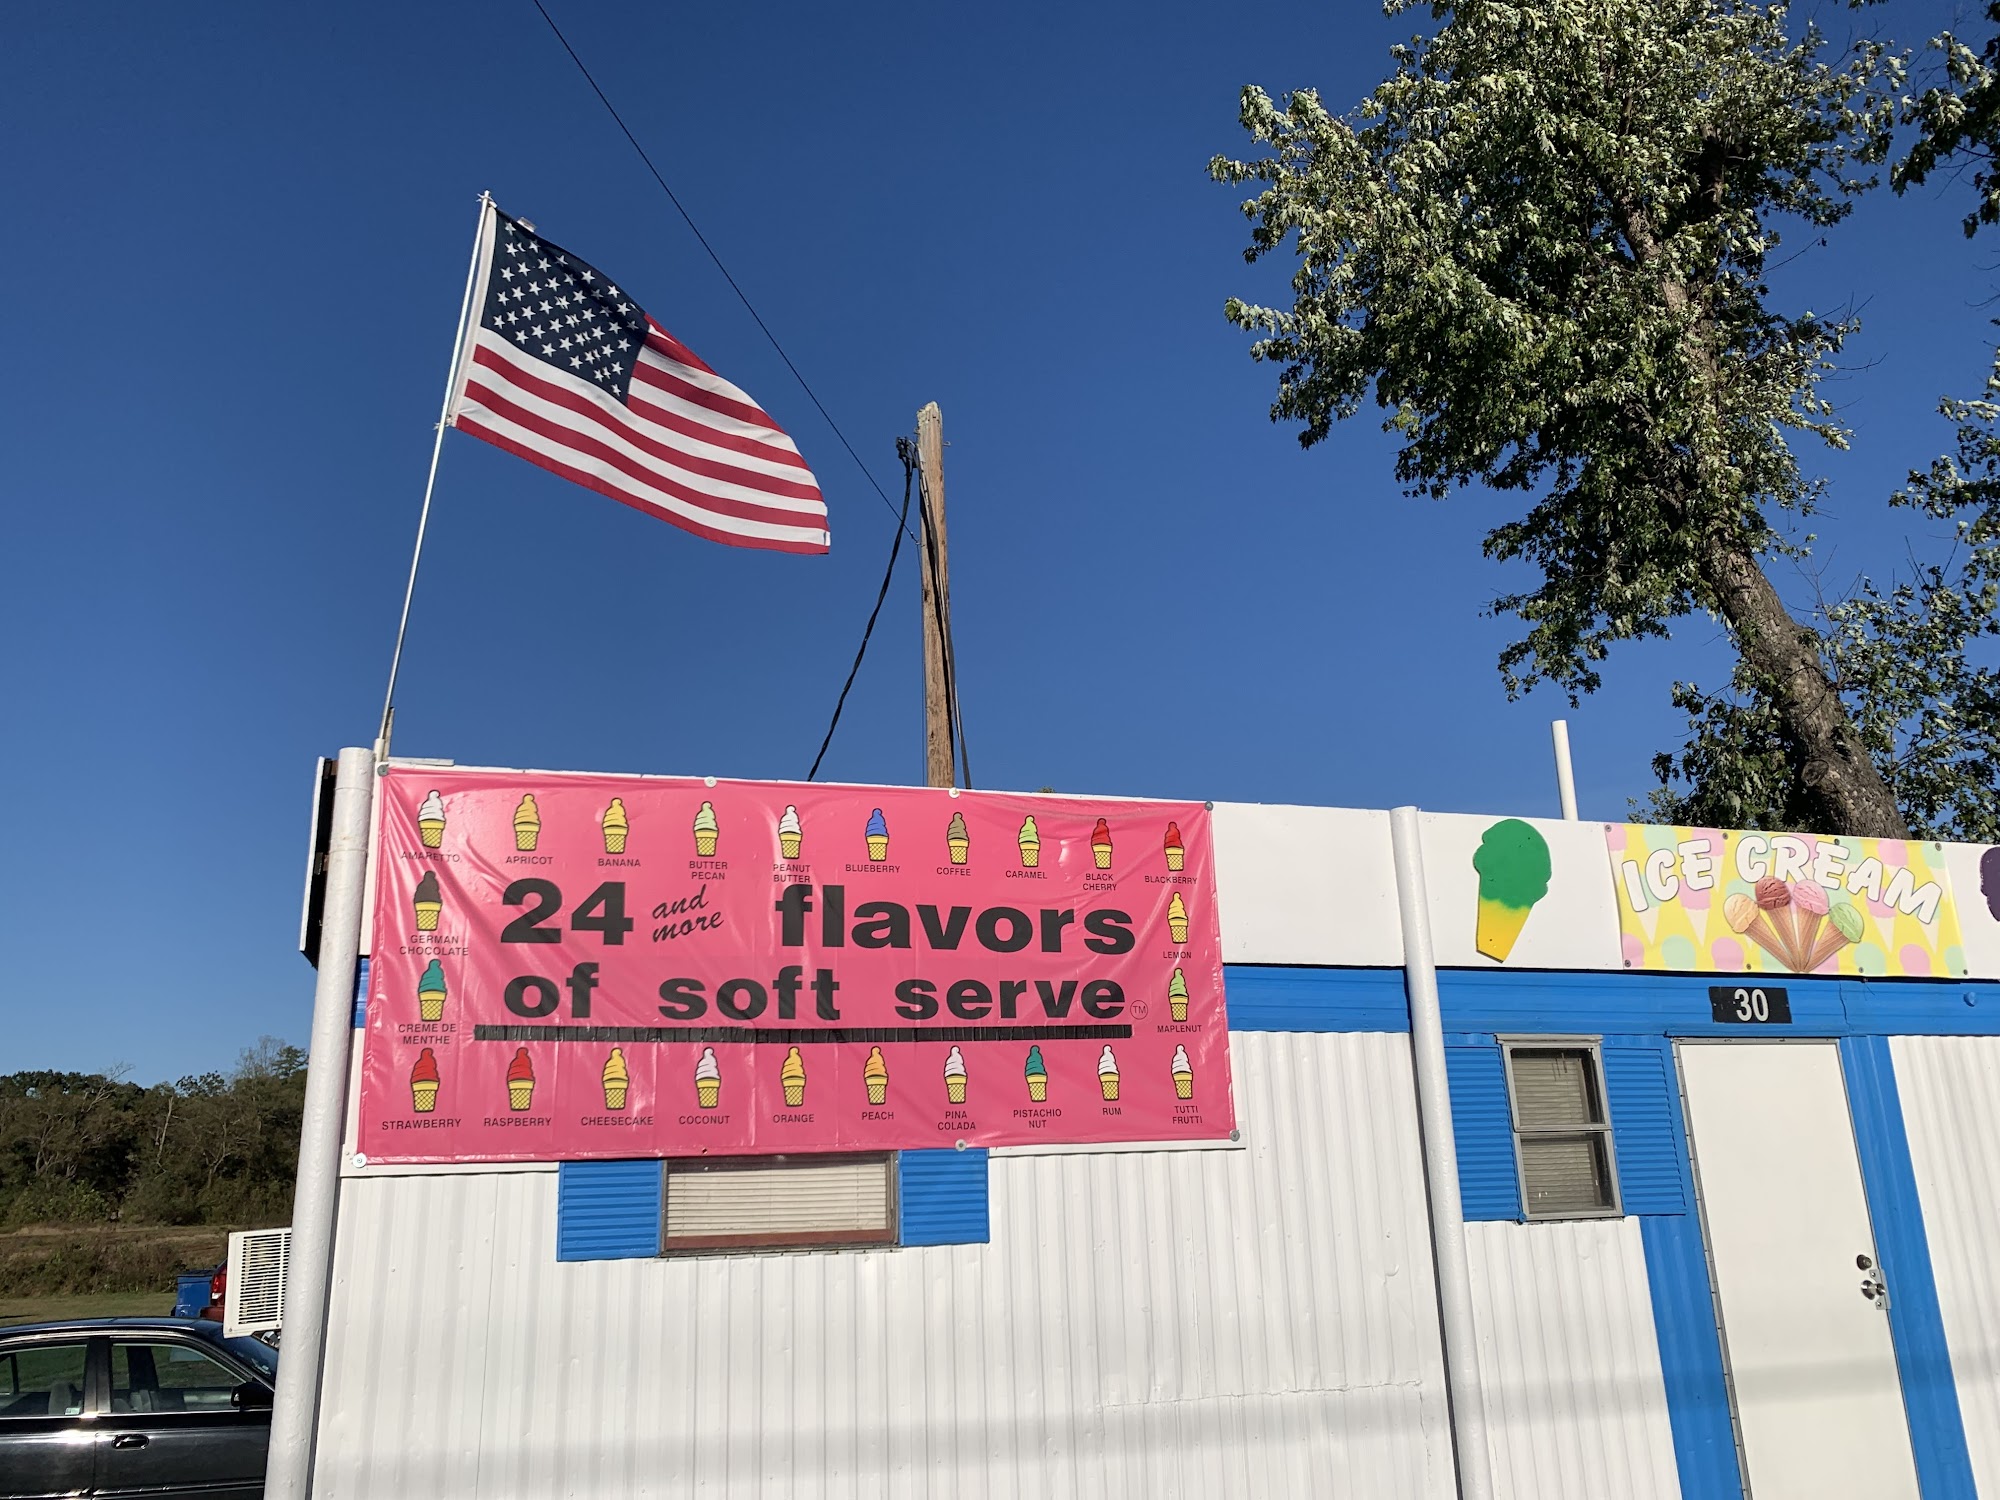 AMARETTO
APRICOT
BANANA
BUTTER
PECAN
PEANUT
BUTTER
BLUEBERRY
COFFEE
CARAMEL
BLACK
CHERRY
BLACKBERRY
24 and more flavors
of soft serve TM
GERMAN
CHOCOLATE
LEMON
CREME DE
MENTHE
MAPLENUT
STRAWBERRY
RASPBERRY
CHEESECAKE
COCONUT
ORANGE
PEACH
PINA
COLADA
PISTACHIO
NUT
RUM
TUTTI
FRUTTI
ICE CREAM
30